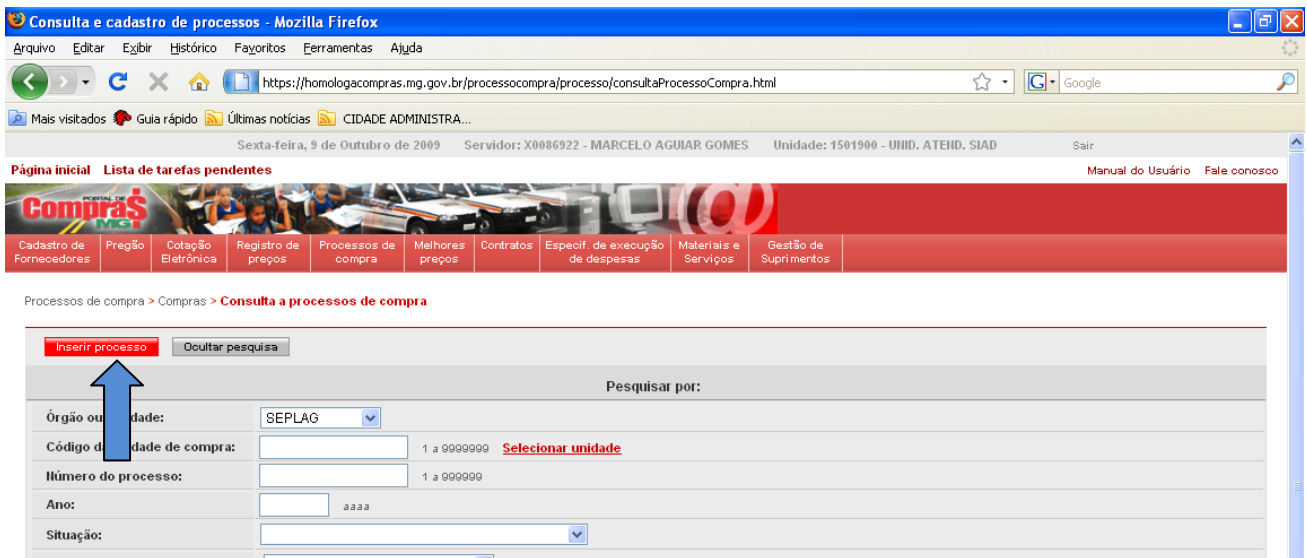 Consulta e cadastro de processos - Mozilla Firefox
Arquivo Editar Exibir Histórico Favoritos Ferramentas Ajuda
https://homologacompras.mg.gov.br/processocompra/processo/consultaProcessoCompra.html
G Google
Mais visitados Guia rápido Últimas notícias CIDADE ADMINISTRA...
Sexta-feira, 9 de Outubro de 2009 Servidor: X0086922 - MARCELO AGUIAR GOMES Unidade: 1501900 - UNID. ATEND. SIAD Sair
Página inicial Lista de tarefas pendentes Manual do Usuário Fale conosco
PORTAL DE
Compras
MG
Cadastro de Fornecedores Pregão Cotação Eletrônica Registro de preços Processos de compra Melhores preços Contratos Especif. de execução de despesas Materiais e Serviços Gestão de Suprimentos
Processos de compra > Compras > Consulta a processos de compra
Inserir processo Ocultar pesquisa
Pesquisar por:
Órgão ou dade: SEPLAG
Código da dade de compra: 1 a 9999999 Selecionar unidade
Número do processo: 1 a 999999
Ano: aaaa
Situação: